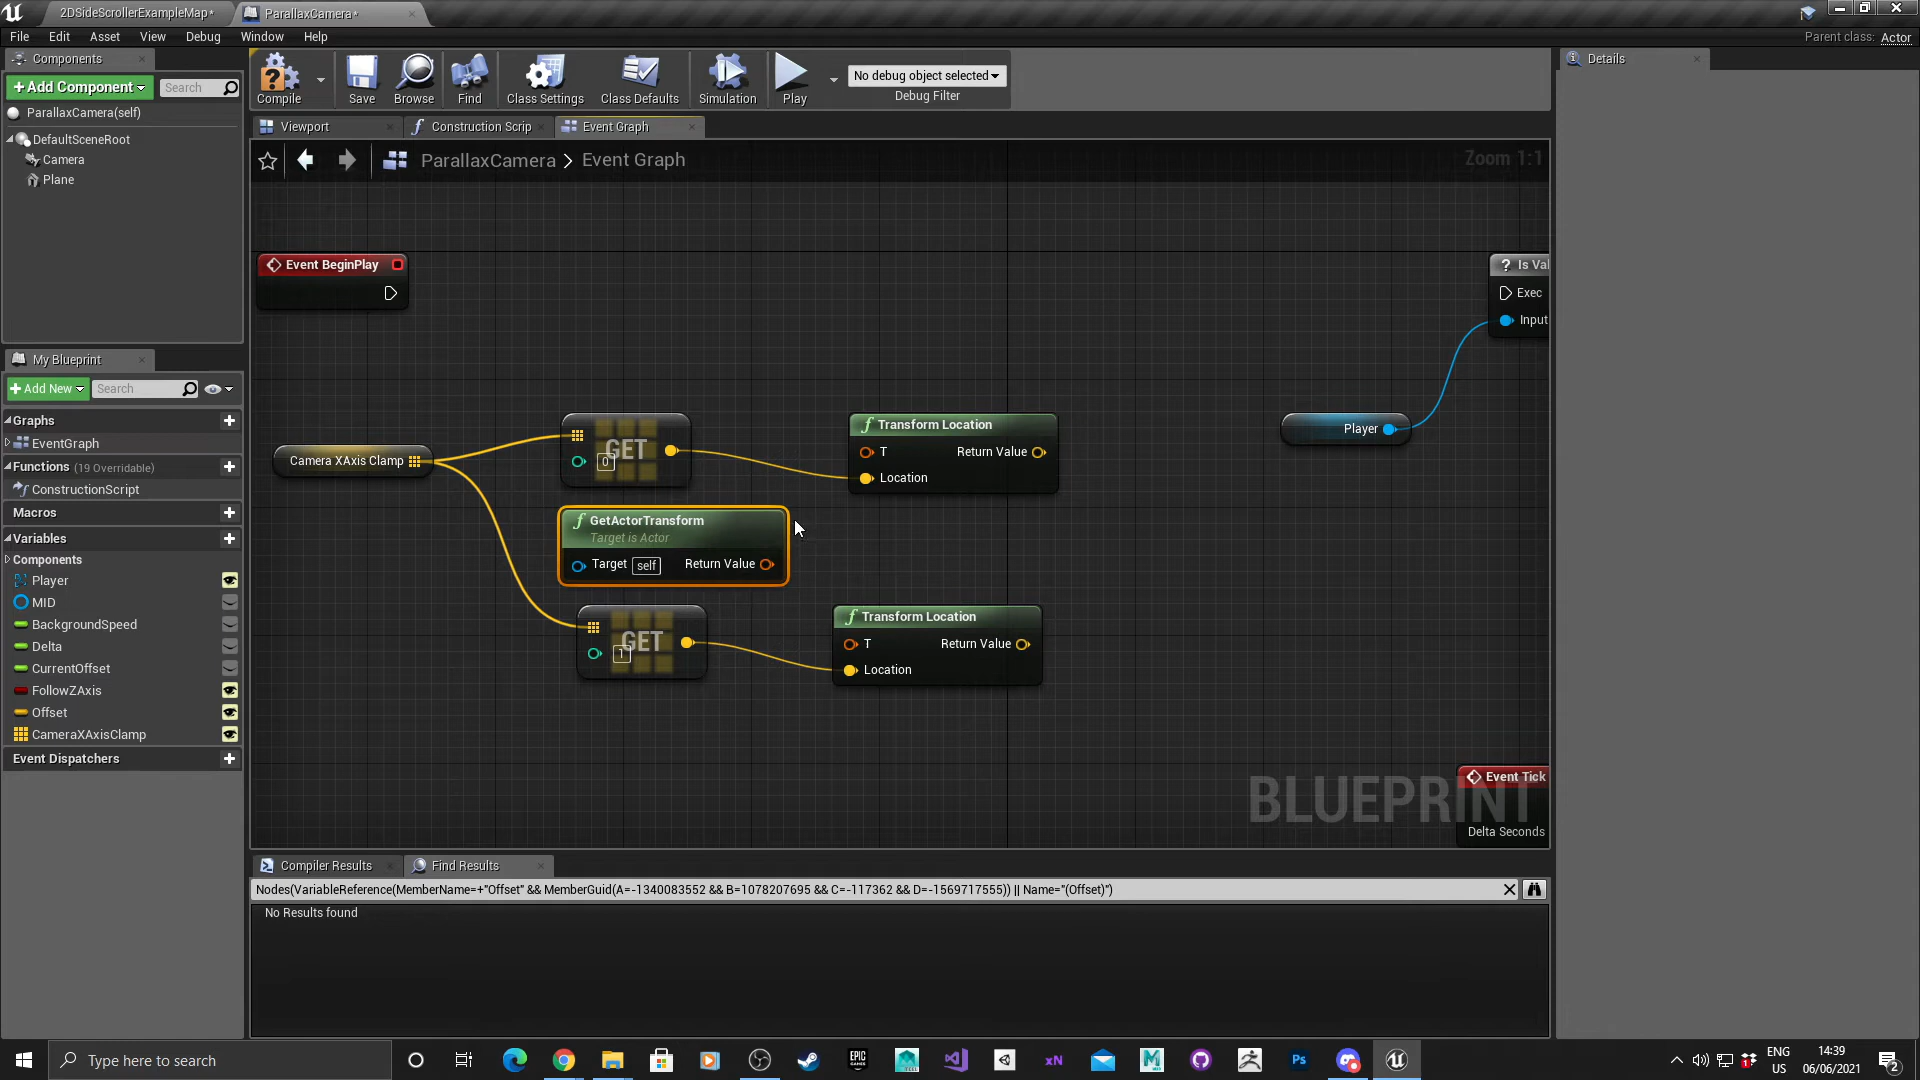 2DSideScrollerExampleMap*
ParallaxCamera*
File Edit Asset View Debug Window Help
Parent class: Actor
Components
+Add Component
Search
ParallaxCamera(self)
DefaultSceneRoot
Camera
Plane
Compile
Save
Browse
Find
Class Settings
Class Defaults
Simulation
Play
No debug object selected
Debug Filter
Details
Viewport
Construction Scrip
Event Graph
ParallaxCamera > Event Graph
Zoom 1:1
My Blueprint
+Add New
Search
Graphs
EventGraph
Functions (19 Overridable)
ConstructionScript
Macros
Variables
Components
Player
MID
BackgroundSpeed
Delta
CurrentOffset
FollowZAxis
Offset
CameraXAxisClamp
Event Dispatchers
Event BeginPlay
? Is Val
Exec
Input
Player
Camera XAxis Clamp
GET
0
f Transform Location
T Return Value
Location
f GetActorTransform
Target is Actor
Target self Return Value
GET
1
f Transform Location
T Return Value
Location
Event Tick
Delta Seconds
BLUEPRINT
Compiler Results
Find Results
Nodes(VariableReference(MemberName=+"Offset" && MemberGuid(A=-1340083552 && B=1078207695 && C=-117362 && D=-1569717555)) || Name="(Offset)")
No Results found
Type here to search
EPIC GAMES
xN
M
Ps
ENG
US
14:39
06/06/2021
2